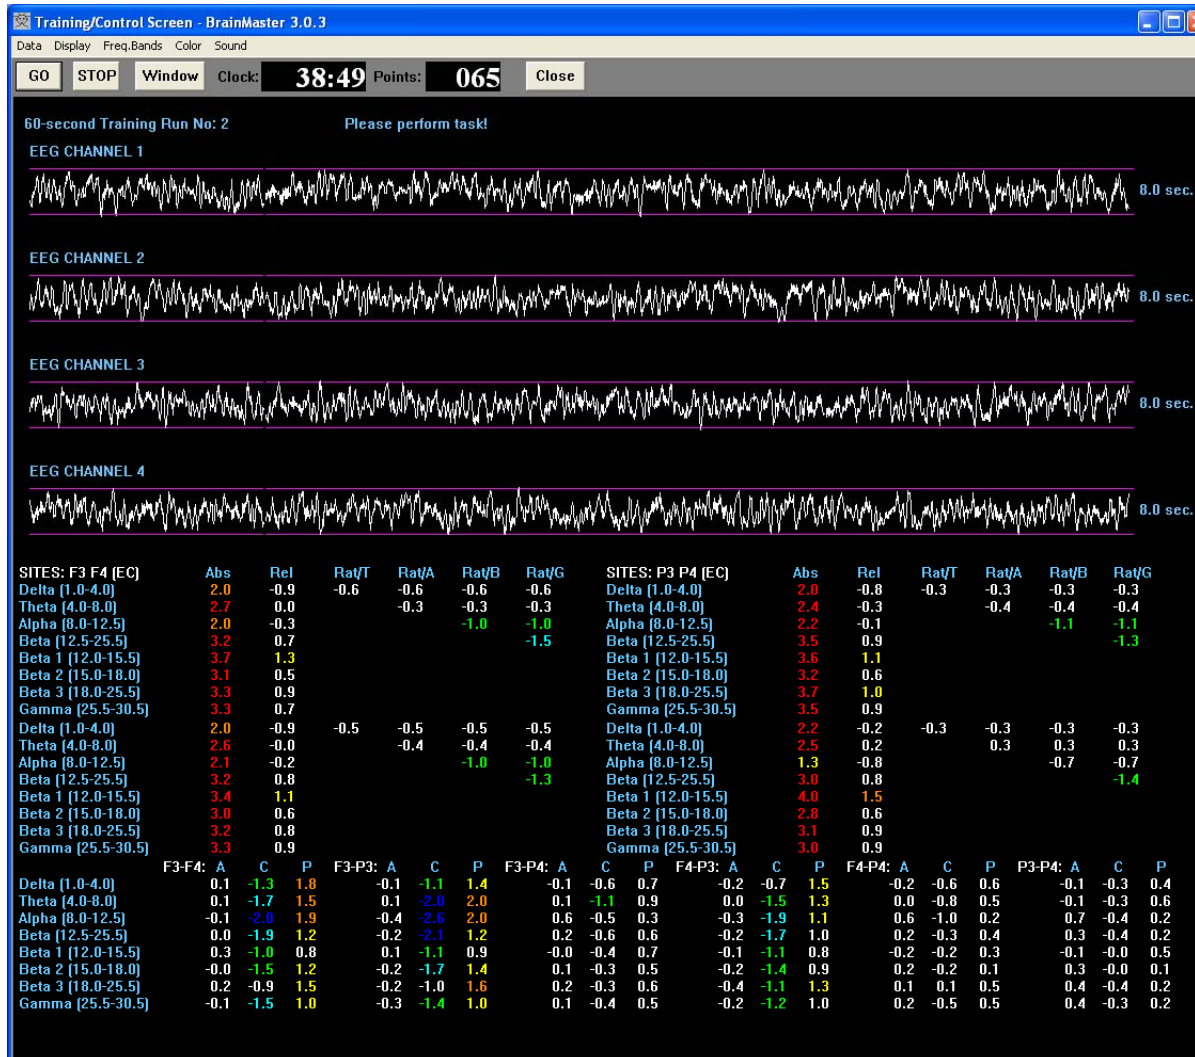 Training/Control Screen - BrainMaster 3.0.3
Data Display Freq.Bands Color Sound
GO STOP Window Clock: 38:49 Points: 065 Close
60-second Training Run No: 2 Please perform task!
EEG CHANNEL 1
8.0 sec.
EEG CHANNEL 2
8.0 sec.
EEG CHANNEL 3
8.0 sec.
EEG CHANNEL 4
8.0 sec.
SITES: F3 F4 (EC) Abs Rel Rat/T Rat/A Rat/B Rat/G SITES: P3 P4 (EC) Abs Rel Rat/T Rat/A Rat/B Rat/G
Delta (1.0-4.0) 2.0 -0.9 -0.6 -0.6 -0.6 -0.6 Delta (1.0-4.0) 2.0 -0.8 -0.3 -0.3 -0.3 -0.3
Theta (4.0-8.0) 2.7 0.0 -0.3 -0.3 -0.3 Theta (4.0-8.0) 2.4 -0.3 -0.4 -0.4 -0.4
Alpha (8.0-12.5) 2.0 -0.3 -1.0 -1.0 Alpha (8.0-12.5) 2.2 -0.1 -1.1 -1.1
Beta (12.5-25.5) 3.2 0.7 -1.5 Beta (12.5-25.5) 3.5 0.9 -1.3
Beta 1 (12.0-15.5) 3.7 1.3 Beta 1 (12.0-15.5) 3.6 1.1
Beta 2 (15.0-18.0) 3.1 0.5 Beta 2 (15.0-18.0) 3.2 0.6
Beta 3 (18.0-25.5) 3.3 0.9 Beta 3 (18.0-25.5) 3.7 1.0
Gamma (25.5-30.5) 3.3 0.7 Gamma (25.5-30.5) 3.5 0.9
Delta (1.0-4.0) 2.0 -0.9 -0.5 -0.5 -0.5 -0.5 Delta (1.0-4.0) 2.2 -0.2 -0.3 -0.3 -0.3 -0.3
Theta (4.0-8.0) 2.6 -0.0 -0.4 -0.4 -0.4 Theta (4.0-8.0) 2.5 0.2 0.3 0.3 0.3
Alpha (8.0-12.5) 2.1 -0.2 -1.0 -1.0 Alpha (8.0-12.5) 1.3 -0.8 -0.7 -0.7
Beta (12.5-25.5) 3.2 0.8 -1.3 Beta (12.5-25.5) 3.0 0.8 -1.4
Beta 1 (12.0-15.5) 3.4 1.1 Beta 1 (12.0-15.5) 4.0 1.5
Beta 2 (15.0-18.0) 3.0 0.6 Beta 2 (15.0-18.0) 2.8 0.6
Beta 3 (18.0-25.5) 3.2 0.8 Beta 3 (18.0-25.5) 3.1 0.9
Gamma (25.5-30.5) 3.3 0.9 Gamma (25.5-30.5) 3.0 0.9
F3-F4: A C P F3-P3: A C P F3-P4: A C P F4-P3: A C P F4-P4: A C P P3-P4: A C P
Delta (1.0-4.0) 0.1 -1.3 1.8 -0.1 -1.1 1.4 -0.1 -0.6 0.7 -0.2 -0.7 1.5 -0.2 -0.6 0.6 -0.1 -0.3 0.4
Theta (4.0-8.0) 0.1 -1.7 1.5 0.1 -2.0 2.0 0.1 -1.1 0.9 0.0 -1.5 1.3 0.0 -0.8 0.5 -0.1 -0.3 0.6
Alpha (8.0-12.5) -0.1 -2.0 1.9 -0.4 -2.6 2.0 0.6 -0.5 0.3 -0.3 -1.9 1.1 0.6 -1.0 0.2 0.7 -0.4 0.2
Beta (12.5-25.5) 0.0 -1.9 1.2 -0.2 -2.1 1.2 0.2 -0.6 0.6 -0.2 -1.7 1.0 0.2 -0.3 0.4 0.3 -0.4 0.2
Beta 1 (12.0-15.5) 0.3 -1.0 0.8 0.1 -1.1 0.9 -0.0 -0.4 0.7 -0.1 -1.1 0.8 -0.2 -0.2 0.3 -0.1 -0.0 0.5
Beta 2 (15.0-18.0) -0.0 -1.5 1.2 -0.2 -1.7 1.4 0.1 -0.3 0.5 -0.2 -1.4 0.9 0.2 -0.2 0.1 0.3 -0.0 0.1
Beta 3 (18.0-25.5) 0.2 -0.9 1.5 -0.2 -1.0 1.6 0.2 -0.3 0.6 -0.4 -1.1 1.3 0.1 0.1 0.5 0.4 -0.4 0.2
Gamma (25.5-30.5) -0.1 -1.5 1.0 -0.3 -1.4 1.0 0.1 -0.4 0.5 -0.2 -1.2 1.0 0.2 -0.5 0.5 0.4 -0.3 0.2